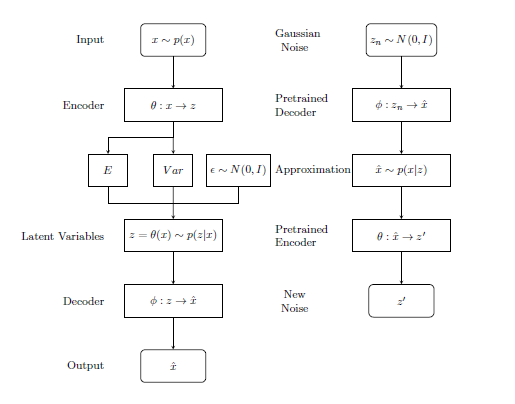 Input
x ∼ p(x)
Encoder
θ : x → z
E
Var
ϵ ∼ N(0, I)
Latent Variables
z = θ(x) ∼ p(z|x)
Decoder
ϕ : z → x̂
Output
x̂
Gaussian
Noise
z_n ∼ N(0, I)
Pretrained
Decoder
ϕ : z_n → x̂
Approximation
x̂ ∼ p(x|z)
Pretrained
Encoder
θ : x̂ → z′
New
Noise
z′